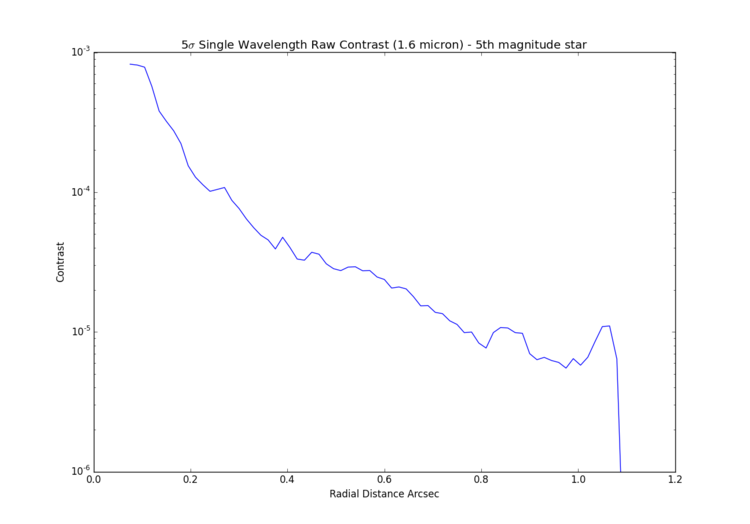 5σ Single Wavelength Raw Contrast (1.6 micron) - 5th magnitude star
10⁻³
10⁻⁴
10⁻⁵
10⁻⁶
Contrast
0.0 0.2 0.4 0.6 0.8 1.0 1.2
Radial Distance Arcsec